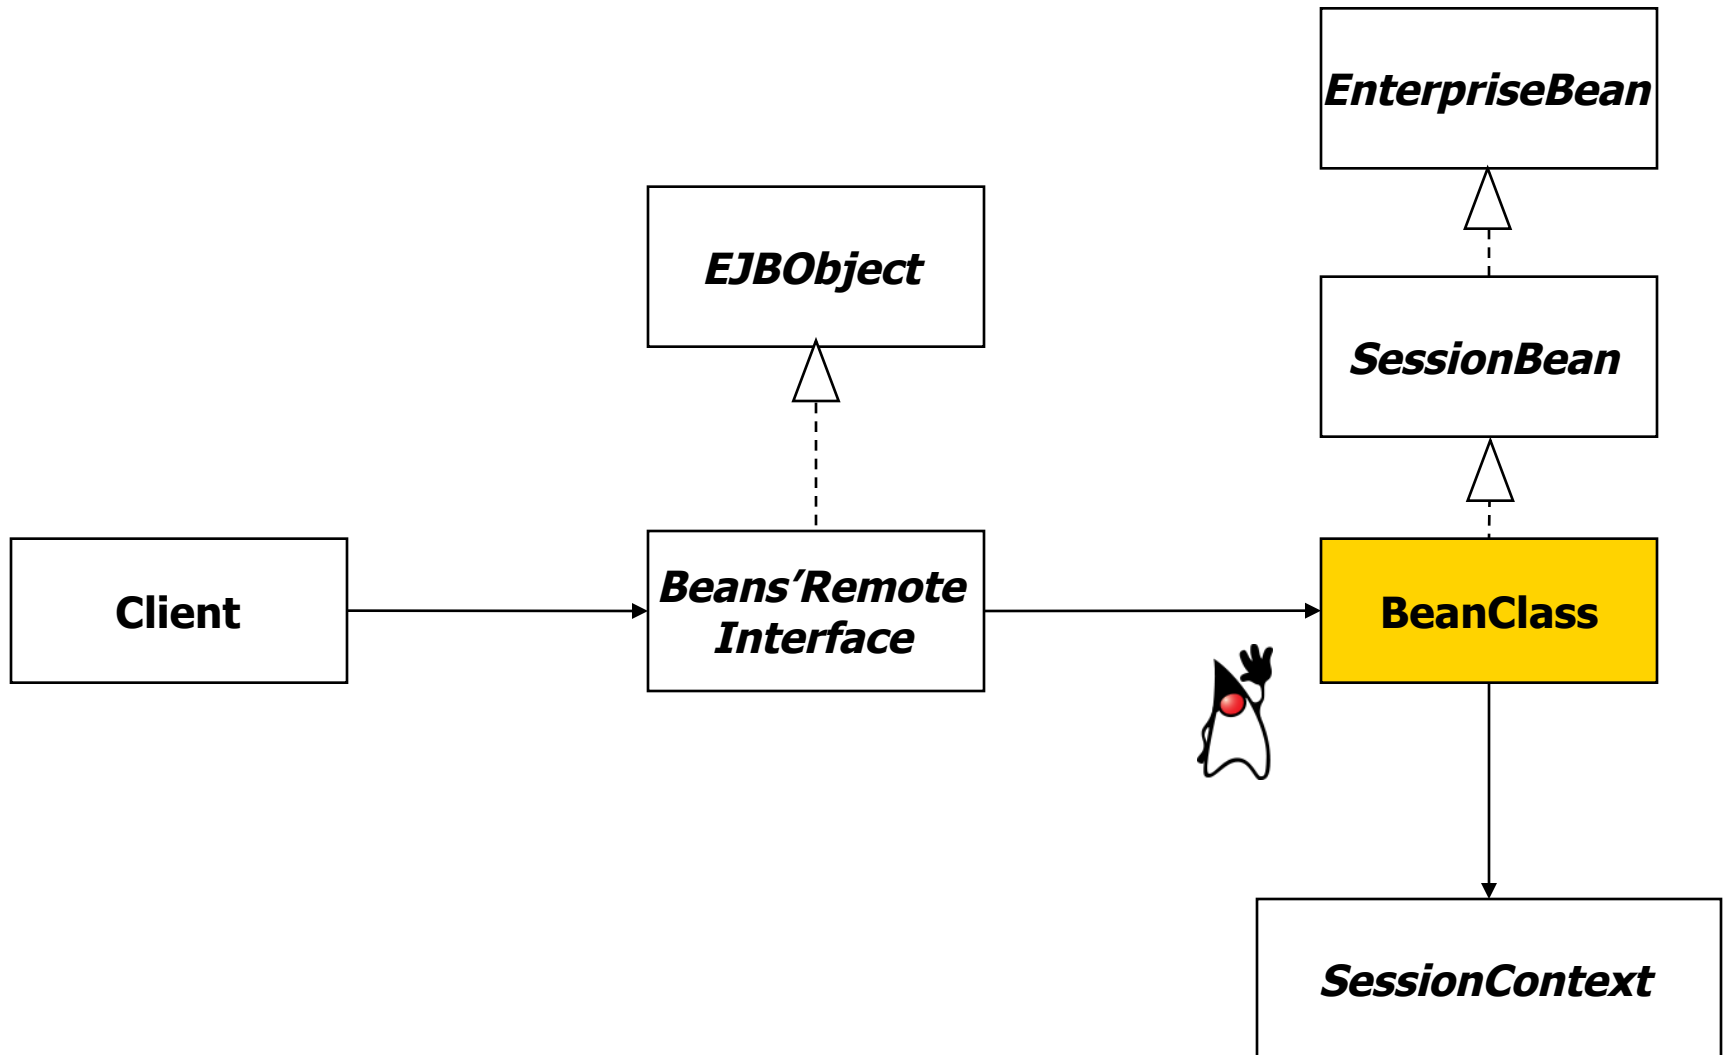 EnterpriseBean
EJBObject
SessionBean
Client
Beans’Remote
Interface
BeanClass
SessionContext